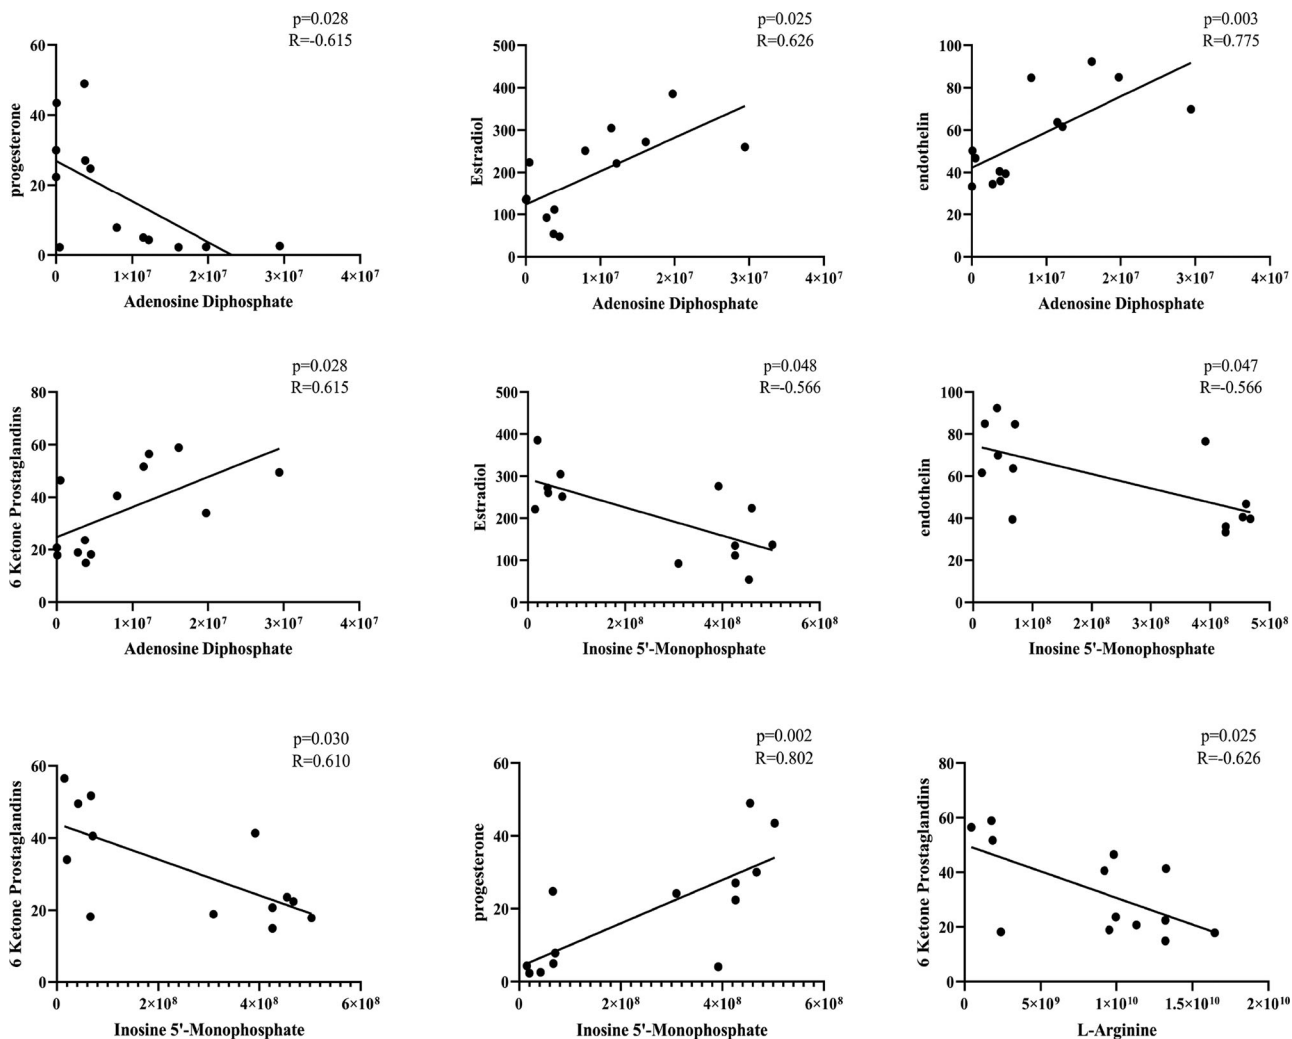 p=0.028
R=-0.615
progesterone
60
40
20
0
0
1×10⁷
2×10⁷
3×10⁷
4×10⁷
Adenosine Diphosphate
p=0.025
R=0.626
Estradiol
500
400
300
200
100
0
0
1×10⁷
2×10⁷
3×10⁷
4×10⁷
Adenosine Diphosphate
p=0.003
R=0.775
endothelin
100
80
60
40
20
0
0
1×10⁷
2×10⁷
3×10⁷
4×10⁷
Adenosine Diphosphate
p=0.028
R=0.615
6 Ketone Prostaglandins
80
60
40
20
0
0
1×10⁷
2×10⁷
3×10⁷
4×10⁷
Adenosine Diphosphate
p=0.048
R=-0.566
Estradiol
500
400
300
200
100
0
0
2×10⁸
4×10⁸
6×10⁸
Inosine 5'-Monophosphate
p=0.047
R=-0.566
endothelin
100
80
60
40
20
0
0
1×10⁸
2×10⁸
3×10⁸
4×10⁸
5×10⁸
Inosine 5'-Monophosphate
p=0.030
R=0.610
6 Ketone Prostaglandins
60
40
20
0
0
2×10⁸
4×10⁸
6×10⁸
Inosine 5'-Monophosphate
p=0.002
R=0.802
progesterone
60
40
20
0
0
2×10⁸
4×10⁸
6×10⁸
Inosine 5'-Monophosphate
p=0.025
R=-0.626
6 Ketone Prostaglandins
80
60
40
20
0
0
5×10⁹
1×10¹⁰
1.5×10¹⁰
2×10¹⁰
L-Arginine